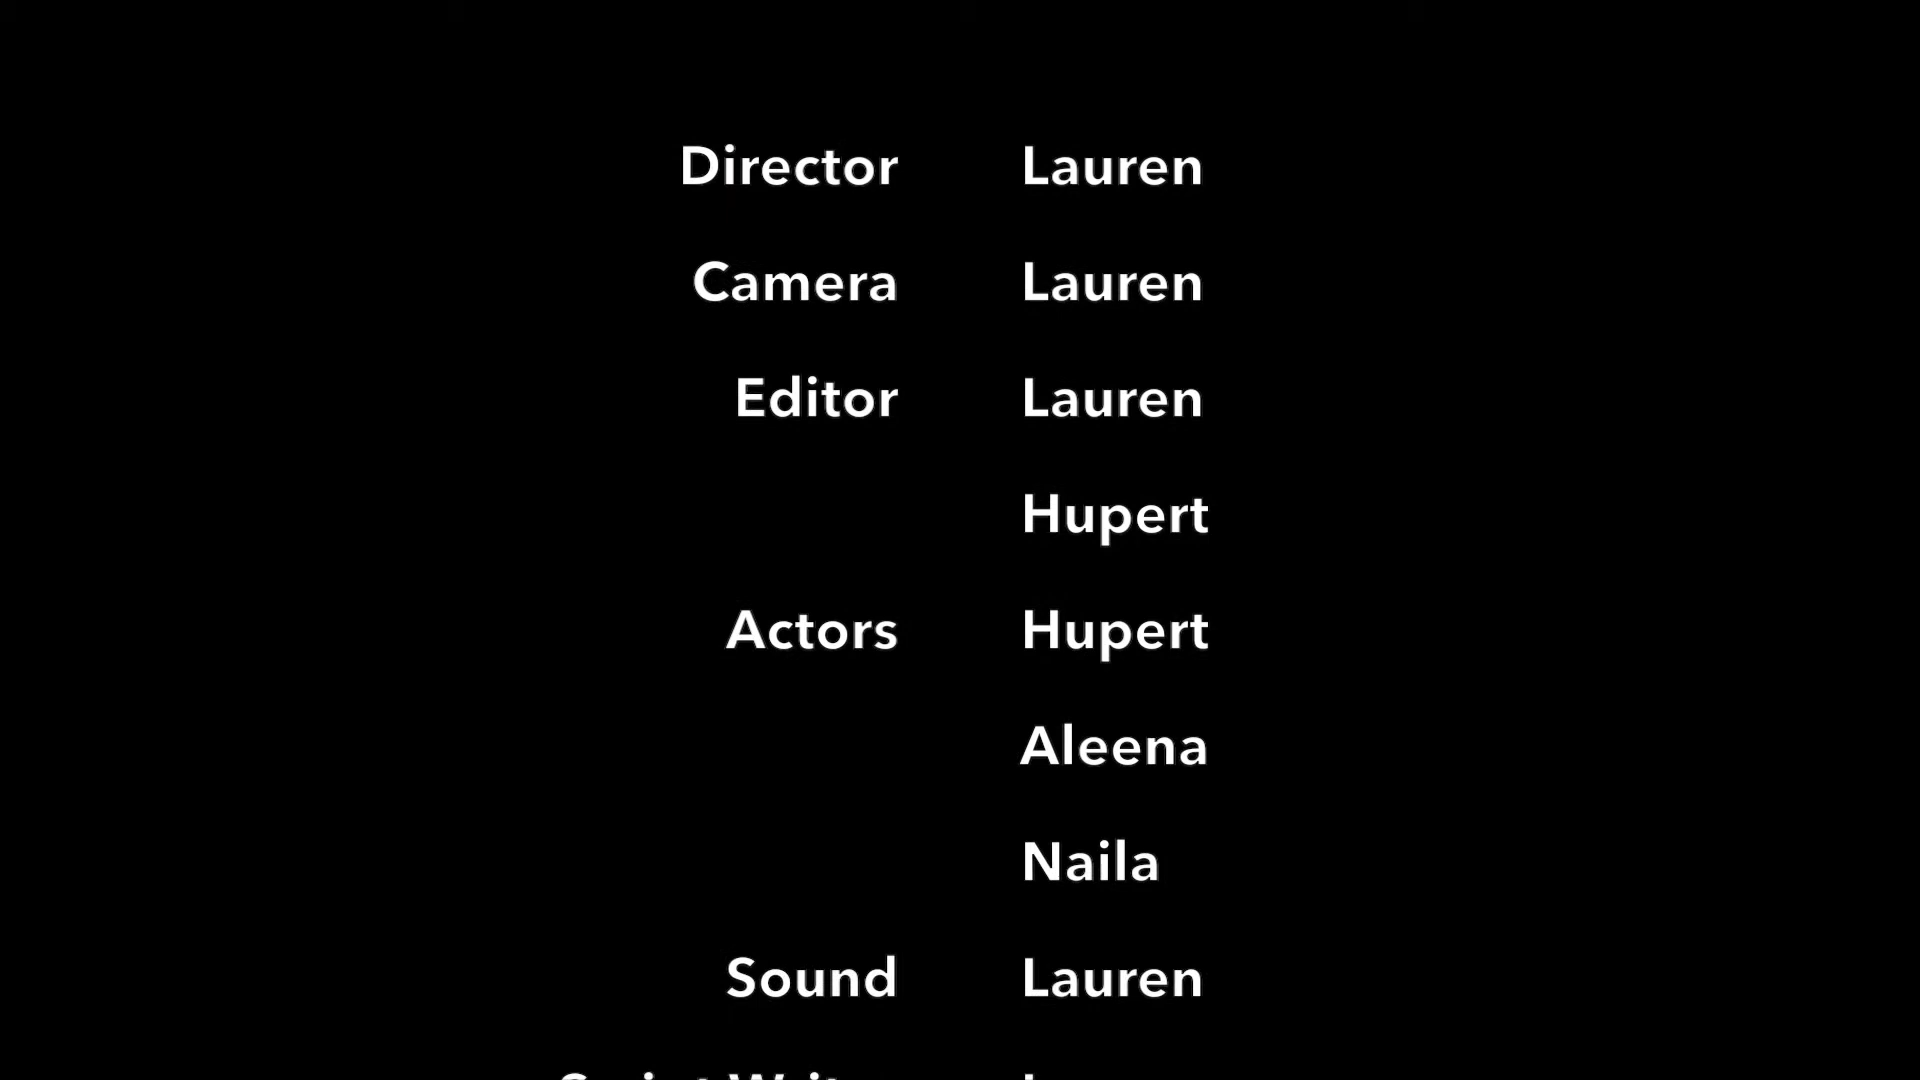 Director Lauren
Camera Lauren
Editor Lauren
Hupert
Actors Hupert
Aleena
Naila
Sound Lauren